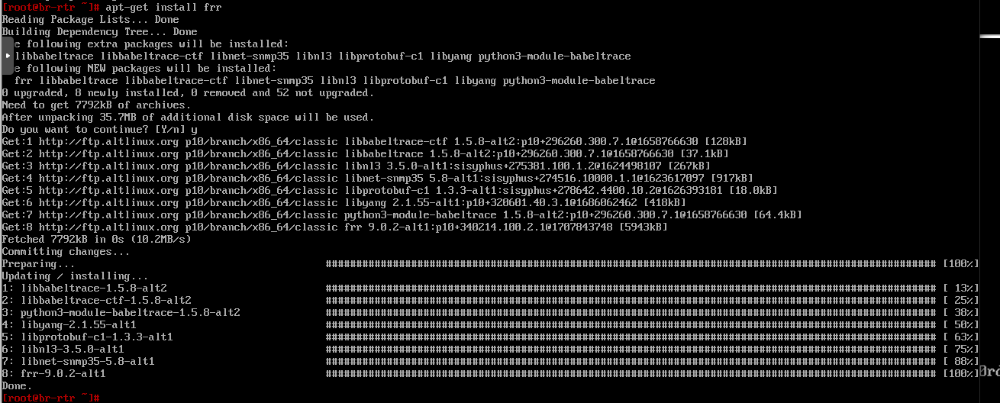 [root@br-rtr ~]# apt-get install frr
Reading Package Lists... Done
Building Dependency Tree... Done
e following extra packages will be installed:
libbabeltrace libbabeltrace-ctf libnet-snmp35 libnl3 libprotobuf-c1 libyang python3-module-babeltrace
e following NEW packages will be installed:
frr libbabeltrace libbabeltrace-ctf libnet-snmp35 libnl3 libprotobuf-c1 libyang python3-module-babeltrace
0 upgraded, 8 newly installed, 0 removed and 52 not upgraded.
Need to get 7792kB of archives.
After unpacking 35.7MB of additional disk space will be used.
Do you want to continue? [Y/n] y
Get:1 http://ftp.altlinux.org p10/branch/x86_64/classic libbabeltrace-ctf 1.5.8-alt2:p10+296260.300.7.1@1658766630 [128kB]
Get:2 http://ftp.altlinux.org p10/branch/x86_64/classic libbabeltrace 1.5.8-alt2:p10+296260.300.7.1@1658766630 [37.1kB]
Get:3 http://ftp.altlinux.org p10/branch/x86_64/classic libnl3 3.5.0-alt1:sisyphus+275381.100.1.2@1624498107 [267kB]
Get:4 http://ftp.altlinux.org p10/branch/x86_64/classic libnet-snmp35 5.8-alt1:sisyphus+274516.10000.1.1@1623617097 [917kB]
Get:5 http://ftp.altlinux.org p10/branch/x86_64/classic libprotobuf-c1 1.3.3-alt1:sisyphus+278642.4400.10.2@1626393181 [18.0kB]
Get:6 http://ftp.altlinux.org p10/branch/x86_64/classic libyang 2.1.55-alt1:p10+320601.40.3.1@1686062462 [418kB]
Get:7 http://ftp.altlinux.org p10/branch/x86_64/classic python3-module-babeltrace 1.5.8-alt2:p10+296260.300.7.1@1658766630 [64.4kB]
Get:8 http://ftp.altlinux.org p10/branch/x86_64/classic frr 9.0.2-alt1:p10+340214.100.2.1@1707843748 [5943kB]
Fetched 7792kB in 0s (10.2MB/s)
Committing changes...
Preparing... #################################################################################################### [100%]
Updating / installing...
1: libbabeltrace-1.5.8-alt2 #################################################################################################### [ 13%]
2: libbabeltrace-ctf-1.5.8-alt2 #################################################################################################### [ 25%]
3: python3-module-babeltrace-1.5.8-alt2 #################################################################################################### [ 38%]
4: libyang-2.1.55-alt1 #################################################################################################### [ 50%]
5: libprotobuf-c1-1.3.3-alt1 #################################################################################################### [ 63%]
6: libnl3-3.5.0-alt1 #################################################################################################### [ 75%]
7: libnet-snmp35-5.8-alt1 #################################################################################################### [ 88%]
8: frr-9.0.2-alt1 #################################################################################################### [100%]
Done.
[root@br-rtr ~]#